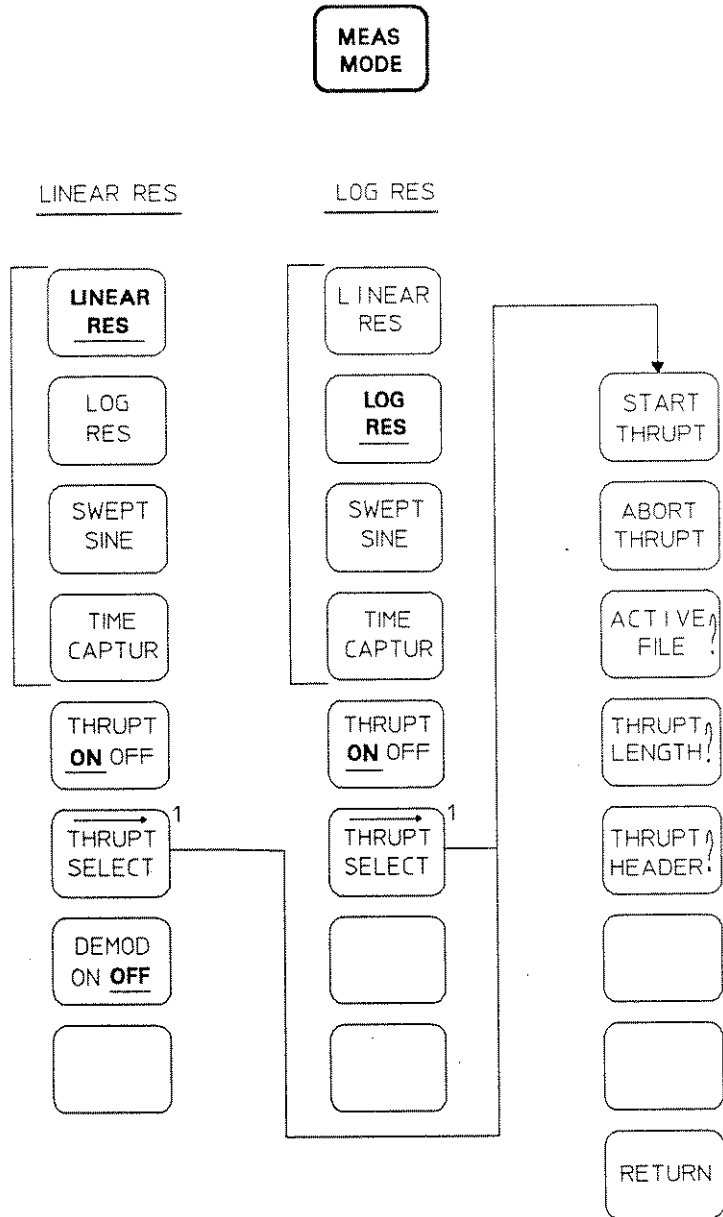 MEAS
MODE
LINEAR RES
LINEAR
RES
LOG
RES
SWEPT
SINE
TIME
CAPTUR
THRUPT
ON OFF
THRUPT
SELECT
1
DEMOD
ON OFF
LOG RES
LINEAR
RES
LOG
RES
SWEPT
SINE
TIME
CAPTUR
THRUPT
ON OFF
THRUPT
SELECT
1
START
THRUPT
ABORT
THRUPT
ACTIVE
FILE?
THRUPT
LENGTH?
THRUPT
HEADER?
RETURN